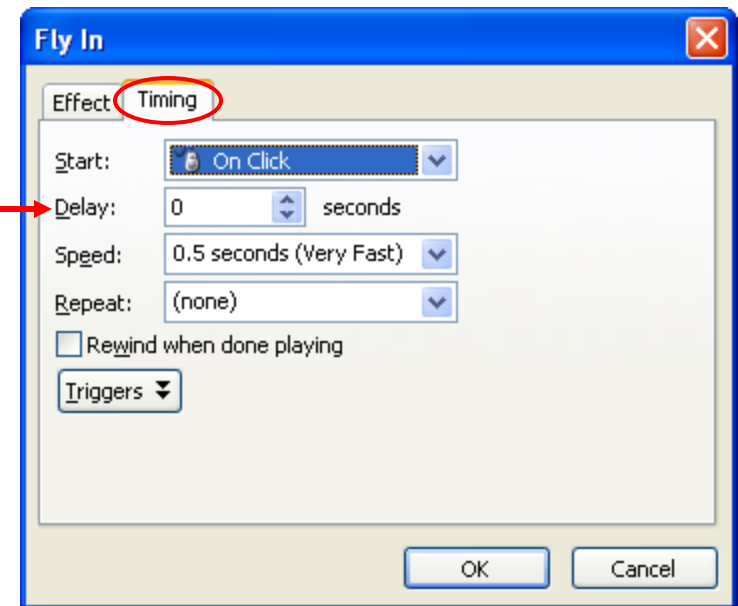 Fly In
Effect Timing
Start: On Click
Delay: 0 seconds
Speed: 0.5 seconds (Very Fast)
Repeat: (none)
Rewind when done playing
Triggers
OK Cancel